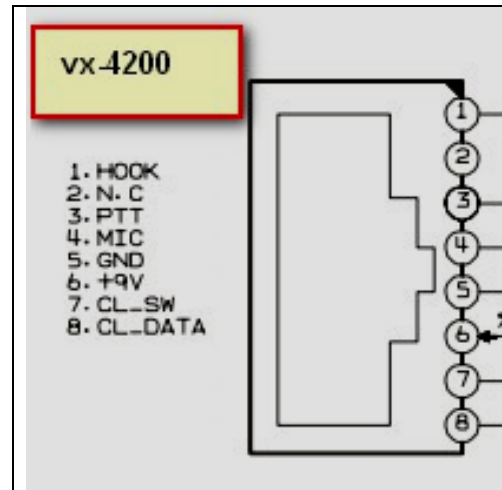 vx-4200
1. HOOK
2. N.C
3. PTT
4. MIC
5. GND
6. +9V
7. CL_SW
8. CL_DATA
1
2
3
4
5
6
7
8